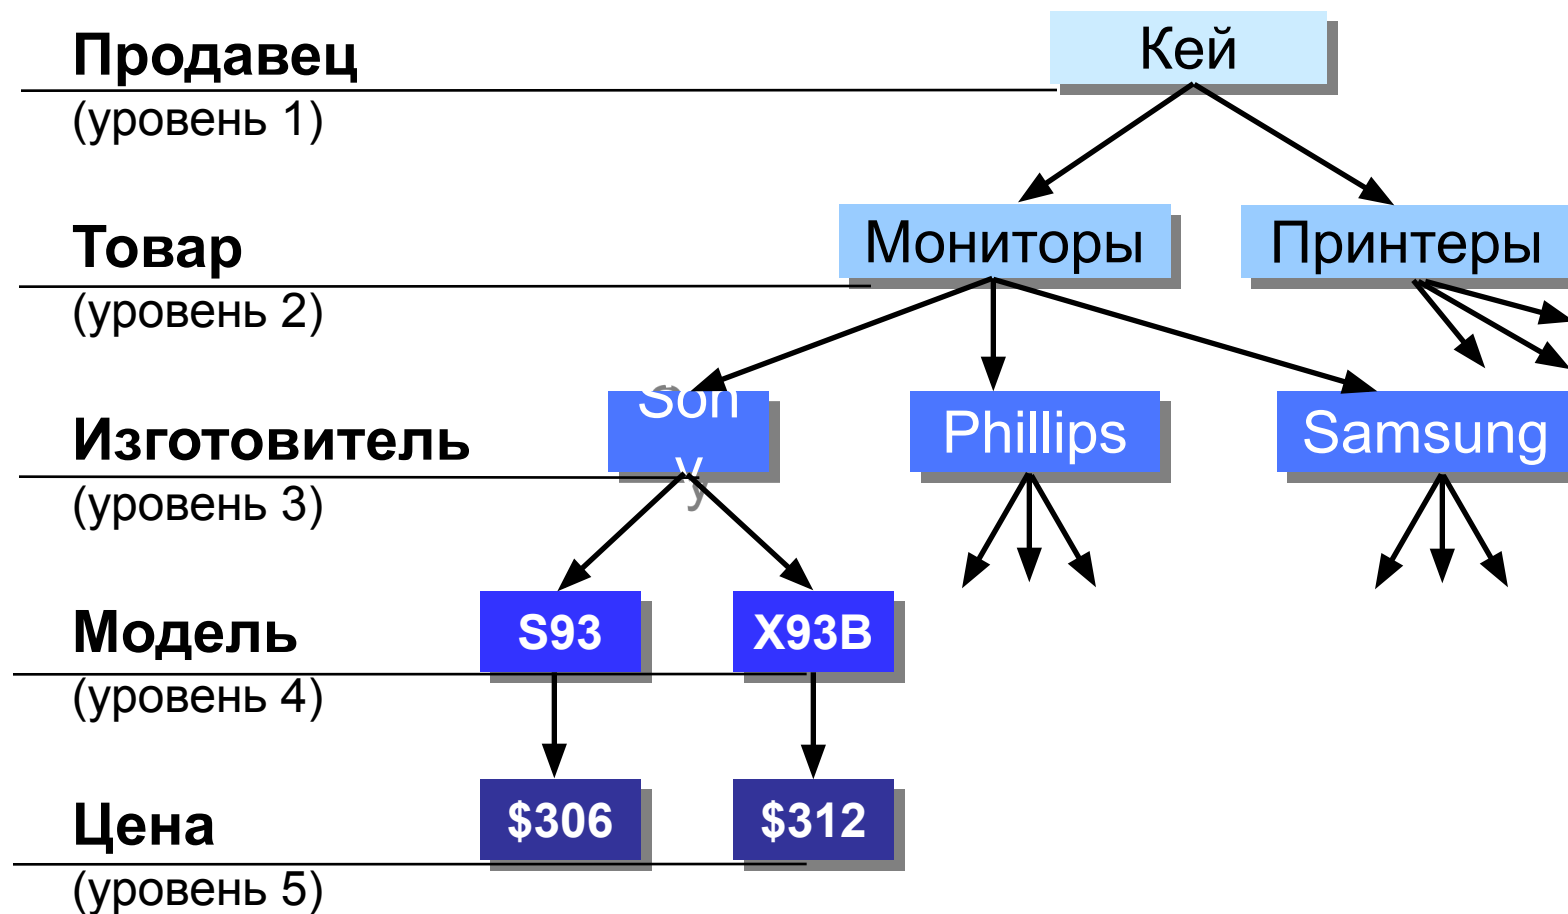 Продавец
Кей
(уровень 1)
Товар
Мониторы
Принтеры
(уровень 2)
Изготовитель
Son
y
Phillips
Samsung
(уровень 3)
Модель
S93
X93B
(уровень 4)
Цена
$306
$312
(уровень 5)